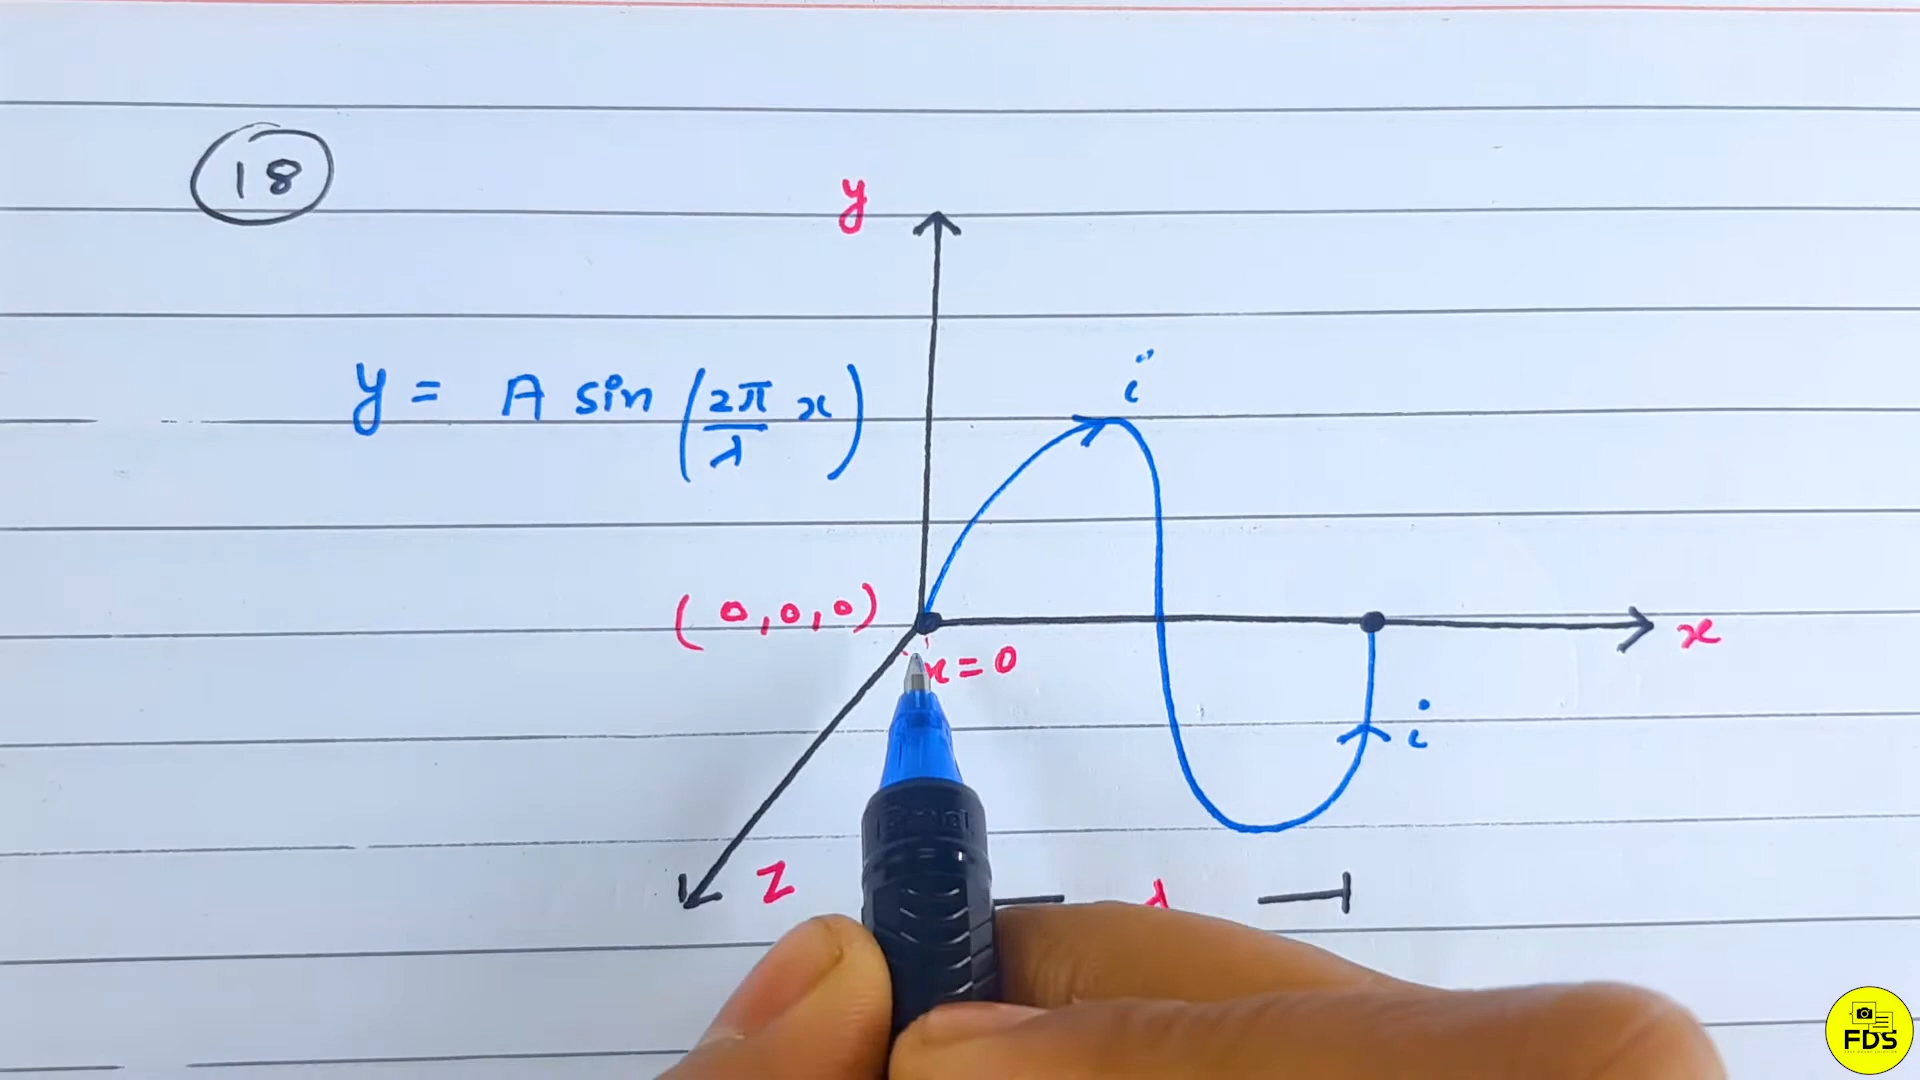 18
y
i
y = A sin (2π/λ x)
(0,0,0)
x = 0
x
i
z
λ
FDS